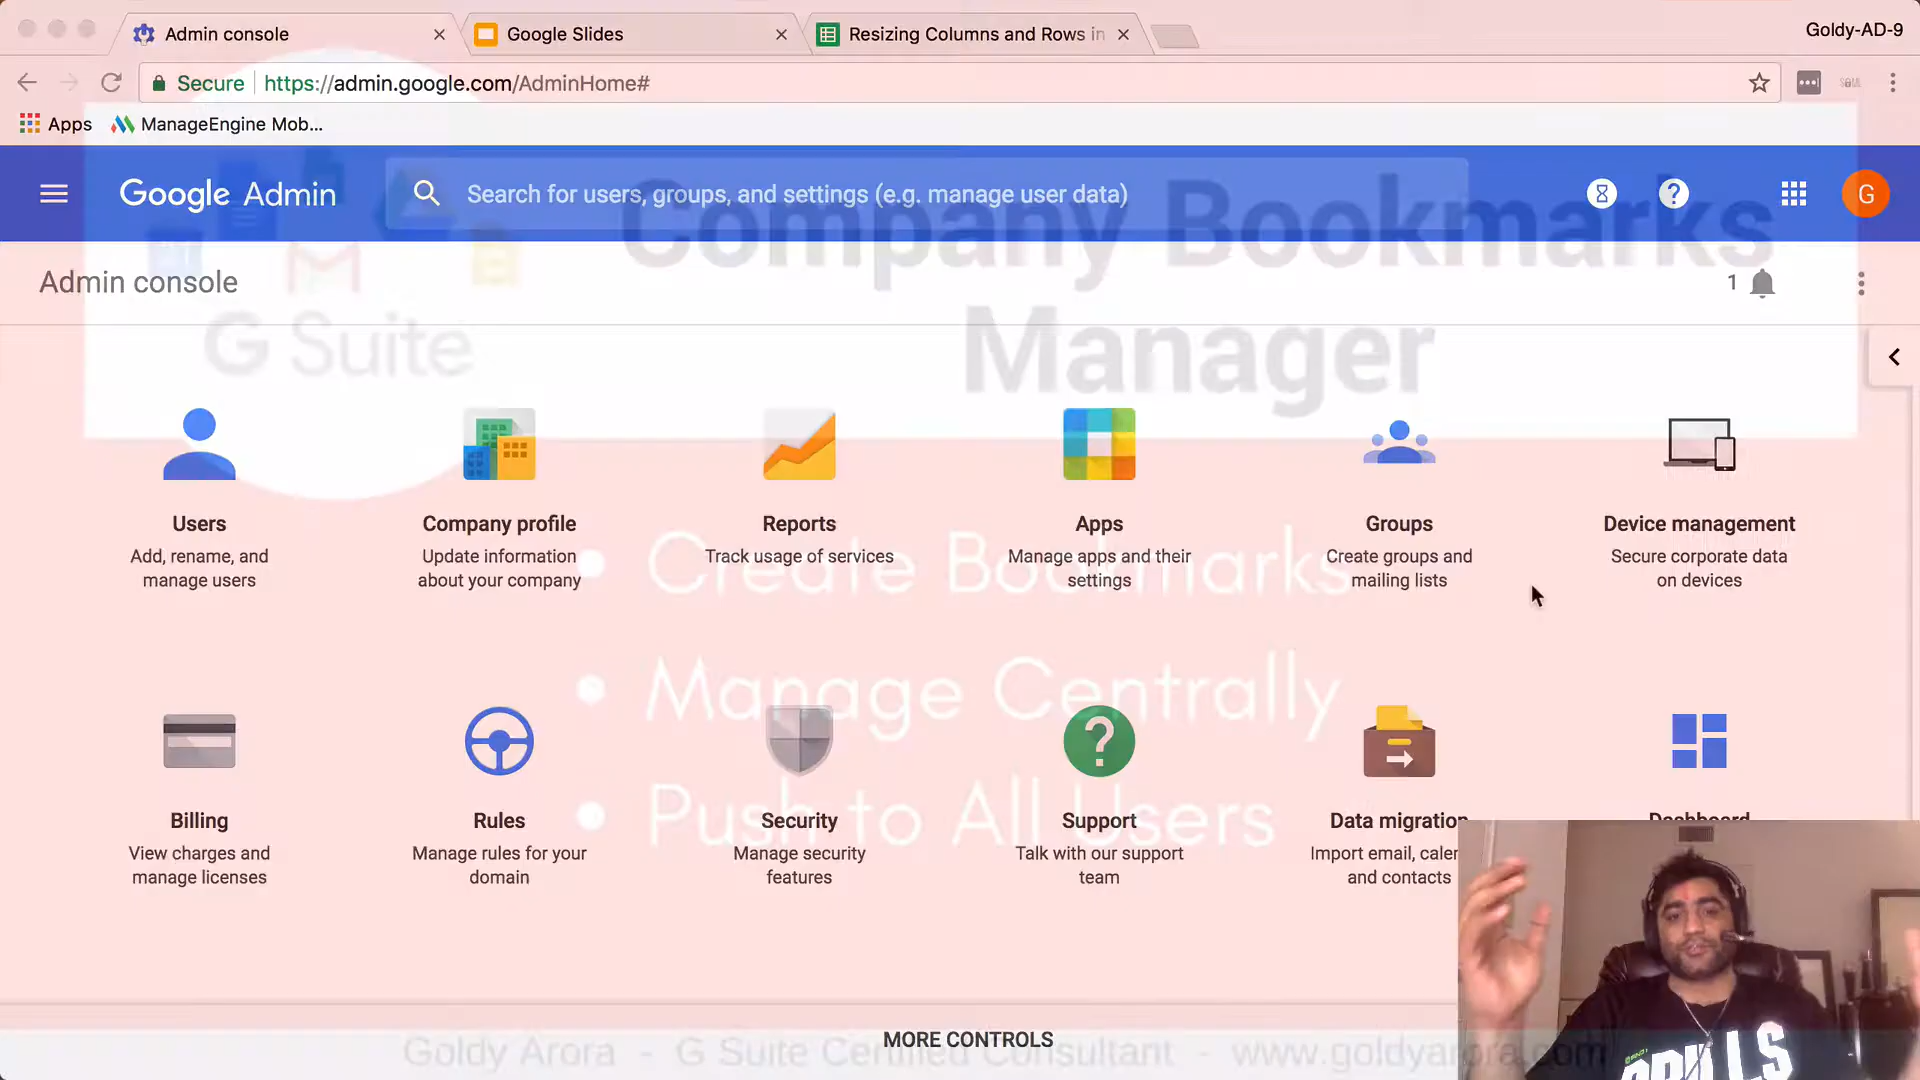 Admin console
Google Slides
Resizing Columns and Rows in
Goldy-AD-9
Secure
https://admin.google.com/AdminHome#
Apps
ManageEngine Mob...
Google Admin
Search for users, groups, and settings (e.g. manage user data)
G
Company Bookmarks
Manager
Admin console
1
G Suite
Users
Add, rename, and
manage users
Company profile
Update information
about your company
Reports
Track usage of services
Apps
Manage apps and their
settings
Groups
Create groups and
mailing lists
Device management
Secure corporate data
on devices
• Create Bookmarks
• Manage Centrally
• Push to All Users
Billing
View charges and
manage licenses
Rules
Manage rules for your
domain
Security
Manage security
features
Support
Talk with our support
team
Data migration
Import email, calen
and contacts
Dashboard
MORE CONTROLS
Goldy Arora - G Suite Certified Consultant - www.goldyarora.com